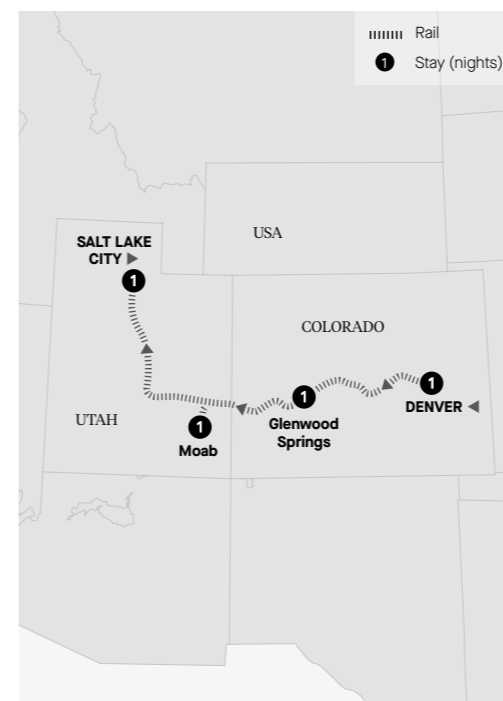 Rail
1 Stay (nights)
USA
SALT LAKE
CITY
1
COLORADO
1
DENVER
1
Glenwood
Springs
UTAH
1
Moab